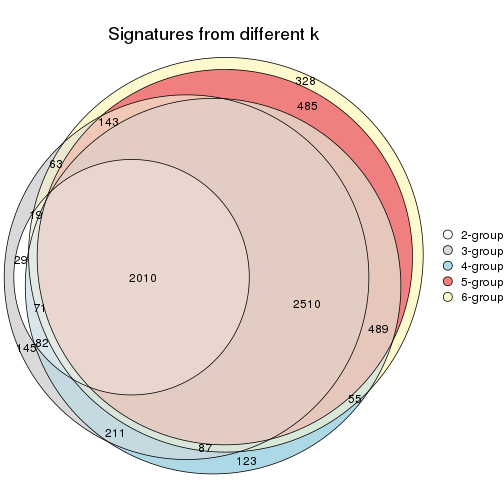 Signatures from different k
328
485
143
63
19
29
2010
2510
71
489
82
145
55
211
87
123
2-group
3-group
4-group
5-group
6-group